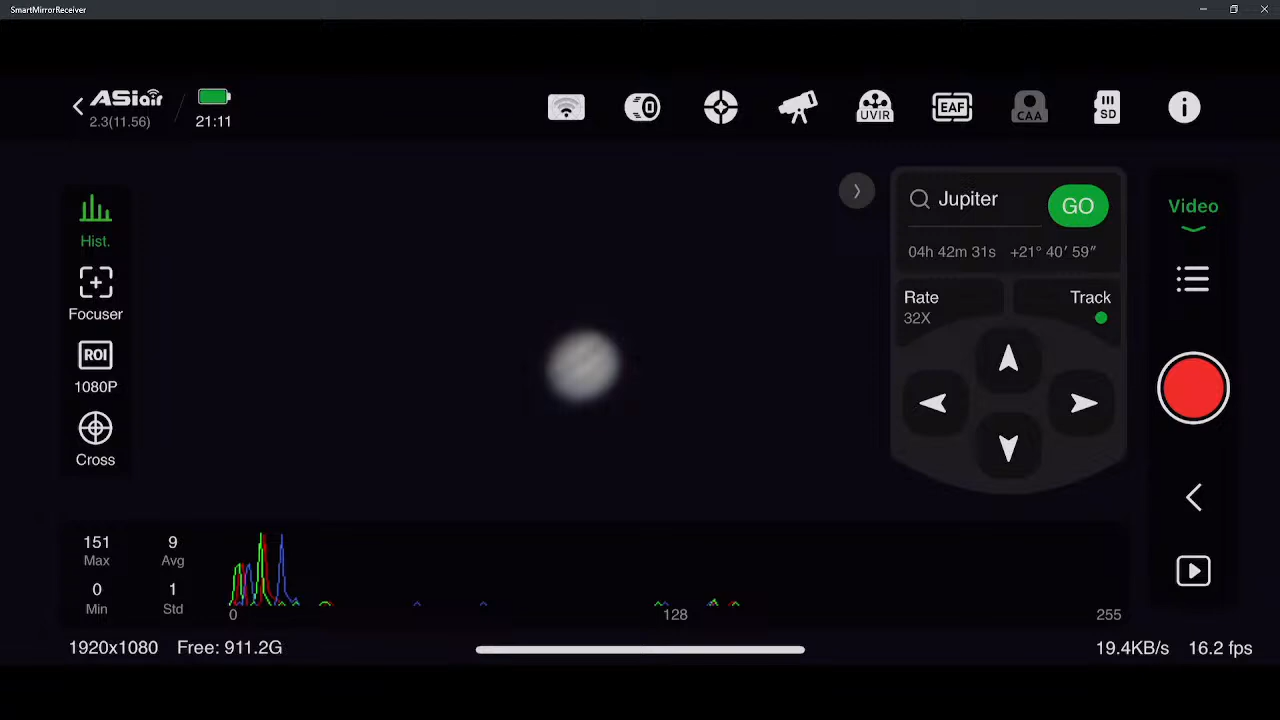 SmartMirrorReceiver
ASiair
2.3(11.56)
21:11
UVIR
EAF
CAA
SD
Hist.
Focuser
ROI
1080P
Cross
Jupiter
GO
04h 42m 31s +21° 40′ 59″
Rate
32X
Track
Video
151
Max
9
Avg
0
Min
1
Std
0
128
255
1920x1080 Free: 911.2G
19.4KB/s 16.2 fps